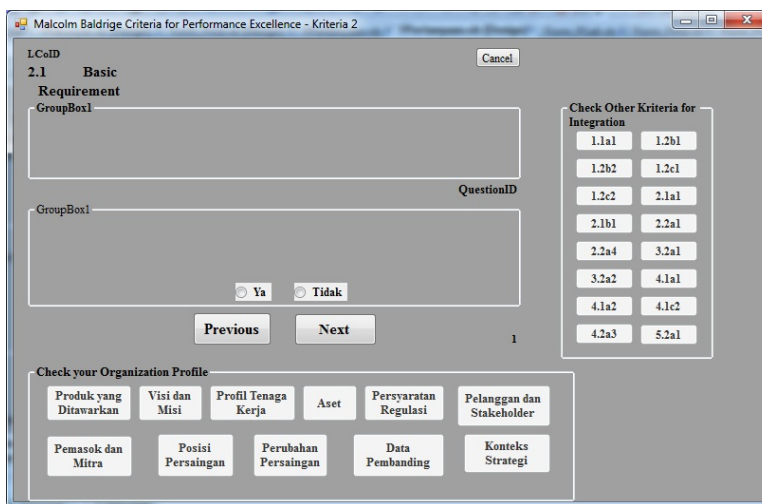 Malcolm Baldrige Criteria for Performance Excellence - Kriteria 2
LCoID
Cancel
2.1 Basic
Requirement
GroupBox1
QuestionID
GroupBox1
Ya Tidak
Previous Next
1
Check Other Kriteria for
Integration
1.1a1 1.2b1
1.2b2 1.2c1
1.2c2 2.1a1
2.1b1 2.2a1
2.2a4 3.2a1
3.2a2 4.1a1
4.1a2 4.1c2
4.2a3 5.2a1
Check your Organization Profile
Produk yang
Ditawarkan
Visi dan
Misi
Profil Tenaga
Kerja
Aset
Persyaratan
Regulasi
Pelanggan dan
Stakeholder
Pemasok dan
Mitra
Posisi
Persaingan
Perubahan
Persaingan
Data
Pembanding
Konteks
Strategi